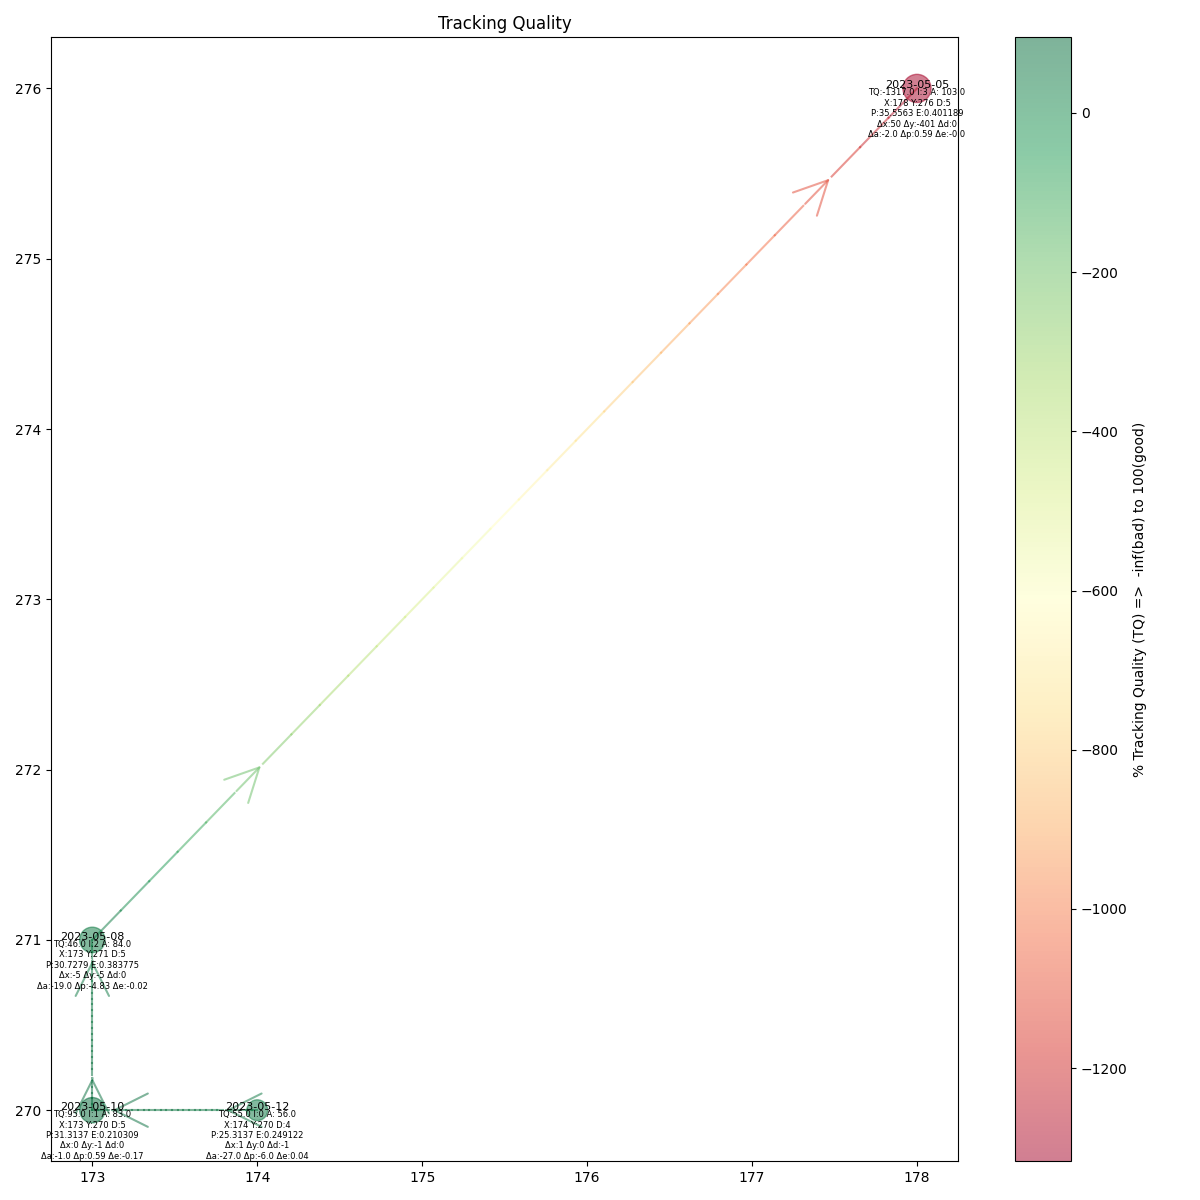 Tracking Quality
276
275
274
273
272
271
270
2023-05-05
TQ:-1317.0 I:3 A: 103.0
X:178 Y:276 D:5
P:35.5563 E:0.401189
Δx:50 Δy:-401 Δd:0
Δa:-2.0 Δp:0.59 Δe:-0.0
2023-05-08
TQ:46.0 I:2 A: 84.0
X:173 Y:271 D:5
P:30.7279 E:0.383775
Δx:-5 Δy:-5 Δd:0
Δa:-19.0 Δp:-4.83 Δe:-0.02
2023-05-10
TQ:95.0 I:1 A: 83.0
X:173 Y:270 D:5
P:31.3137 E:0.210309
Δx:0 Δy:-1 Δd:0
Δa:-1.0 Δp:0.59 Δe:-0.17
2023-05-12
TQ:55.0 I:0 A: 56.0
X:174 Y:270 D:4
P:25.3137 E:0.249122
Δx:1 Δy:0 Δd:-1
Δa:-27.0 Δp:-6.0 Δe:0.04
173 174 175 176 177 178
0
−200
−400
−600
−800
−1000
−1200
% Tracking Quality (TQ) => -inf(bad) to 100(good)